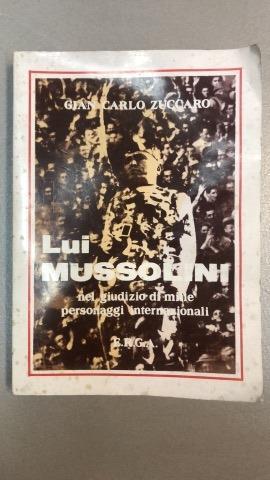 GIAN CARLO ZUCCARO
Lui
MUSSOLINI
nel giudizio di mille
personaggi internazionali
E.R.G.A.